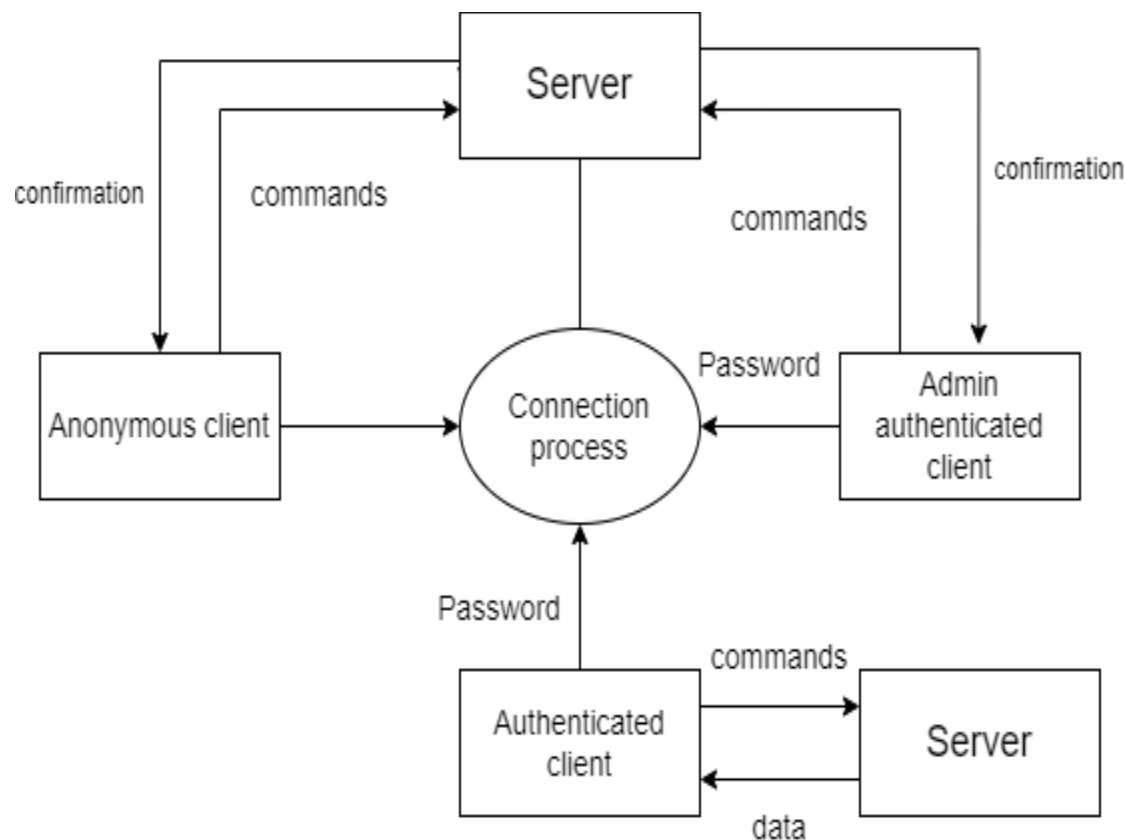 Server
confirmation
commands
commands
confirmation
Anonymous client
Connection
process
Password
Admin
authenticated
client
Password
Authenticated
client
commands
Server
data